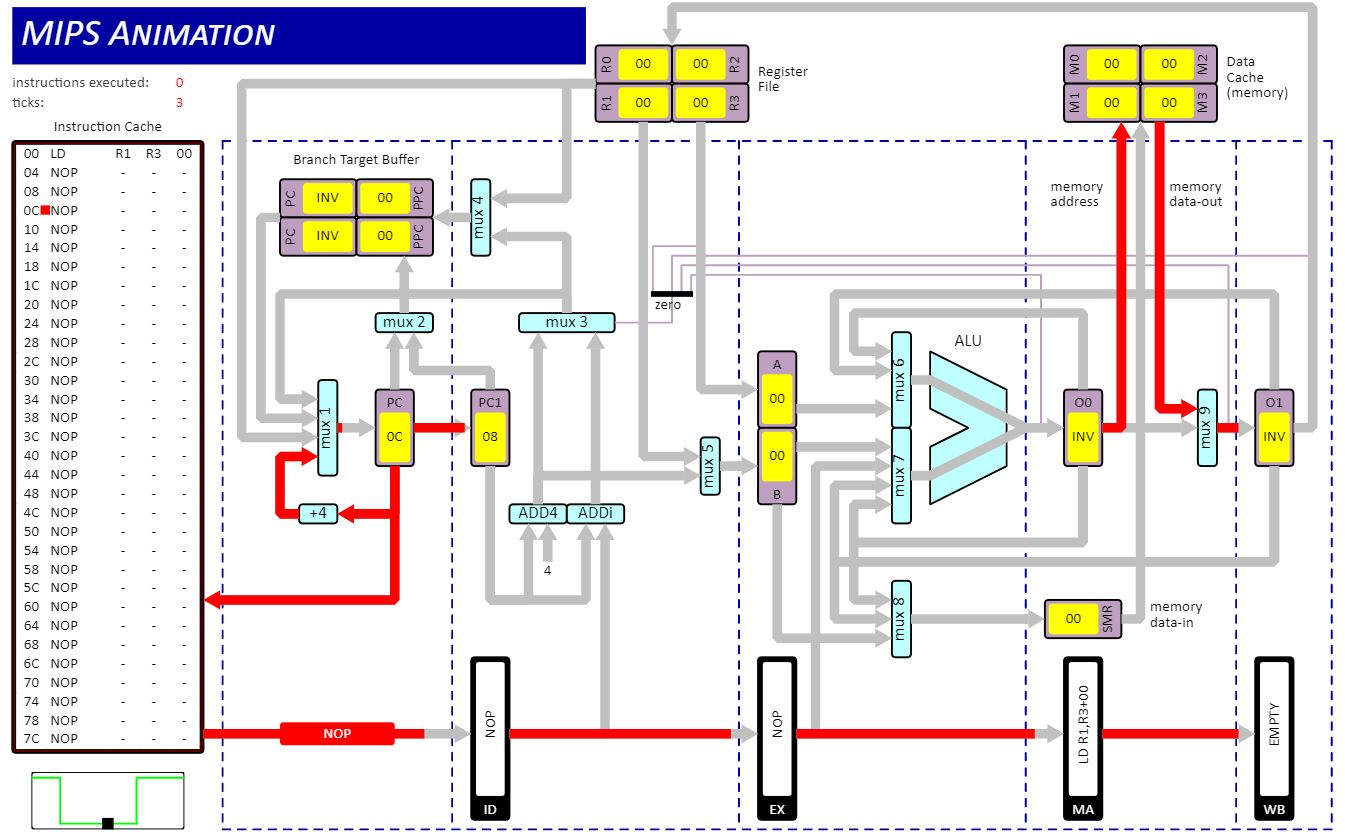 MIPS ANIMATION
instructions executed: 0
ticks: 3
Instruction Cache
00 LD R1 R3 00
04 NOP - - -
08 NOP - - -
0C NOP - - -
10 NOP - - -
14 NOP - - -
18 NOP - - -
1C NOP - - -
20 NOP - - -
24 NOP - - -
28 NOP - - -
2C NOP - - -
30 NOP - - -
34 NOP - - -
38 NOP - - -
3C NOP - - -
40 NOP - - -
44 NOP - - -
48 NOP - - -
4C NOP - - -
50 NOP - - -
54 NOP - - -
58 NOP - - -
5C NOP - - -
60 NOP - - -
64 NOP - - -
68 NOP - - -
6C NOP - - -
70 NOP - - -
74 NOP - - -
78 NOP - - -
7C NOP - - -
R0 00 00 R2
R1 00 00 R3
Register
File
M0 00 00 M2
M1 00 00 M3
Data
Cache
(memory)
Branch Target Buffer
PC INV 00 PPC
PC INV 00 PPC
mux 4
memory
address
memory
data-out
zero
mux 2
mux 3
mux 1
PC
0C
PC1
08
+4
ADD4
ADDi
4
mux 5
A
00
00
B
mux 6
mux 7
ALU
mux 8
O0
INV
mux 9
O1
INV
00 SMR
memory
data-in
NOP
NOP
ID
NOP
EX
LD R1,R3+00
MA
EMPTY
WB